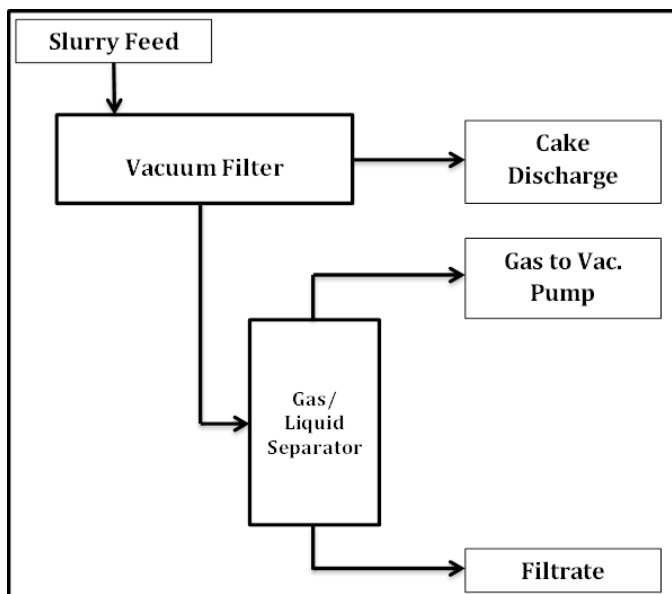 Slurry Feed
Vacuum Filter
Cake
Discharge
Gas to Vac.
Pump
Gas/
Liquid
Separator
Filtrate